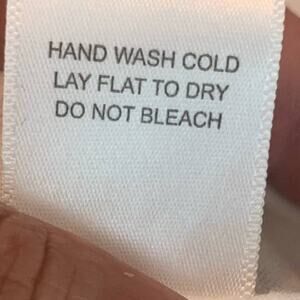 HAND WASH COLD
LAY FLAT TO DRY
DO NOT BLEACH